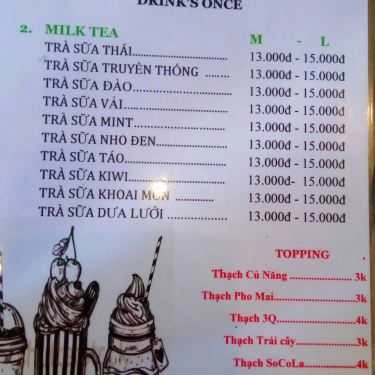 DRINK'S ONCE
2. MILK TEA M - L
TRÀ SỮA THÁI........................ 13.000đ - 15.000đ
TRÀ SỮA TRUYỀN THỐNG ....... 13.000đ - 15.000đ
TRÀ SỮA ĐÀO........................ 13.000đ - 15.000đ
TRÀ SỮA VẢI......................... 13.000đ - 15.000đ
TRÀ SỮA MINT....................... 13.000đ - 15.000đ
TRÀ SỮA NHO ĐEN.................. 13.000đ - 15.000đ
TRÀ SỮA TÁO........................ 13.000đ - 15.000đ
TRÀ SỮA KIWI....................... 13.000đ - 15.000đ
TRÀ SỮA KHOAI MÔN .......... 13.000đ - 15.000đ
TRÀ SỮA DƯA LƯỚI ................ 13.000đ - 15.000đ
TOPPING
Thạch Củ Năng ................... 3k
Thạch Pho Mai...................... 3k
Thạch 3Q............................ 4k
Thạch Trái cây.................... 3k
Thạch SoCoLa..................... 4k